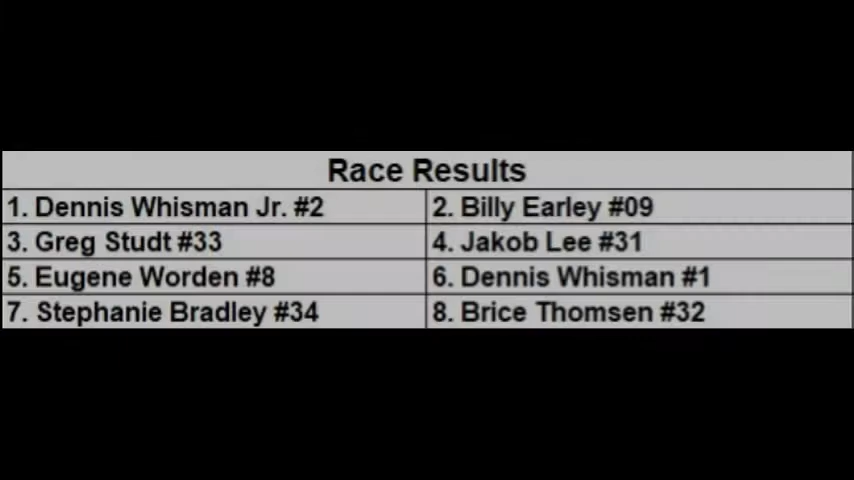 Race Results
1. Dennis Whisman Jr. #2
2. Billy Earley #09
3. Greg Studt #33
4. Jakob Lee #31
5. Eugene Worden #8
6. Dennis Whisman #1
7. Stephanie Bradley #34
8. Brice Thomsen #32